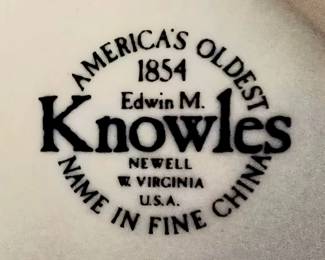 AMERICA'S OLDEST
1854
Edwin M.
Knowles
NEWELL
W. VIRGINIA
U.S.A.
NAME IN FINE CHINA